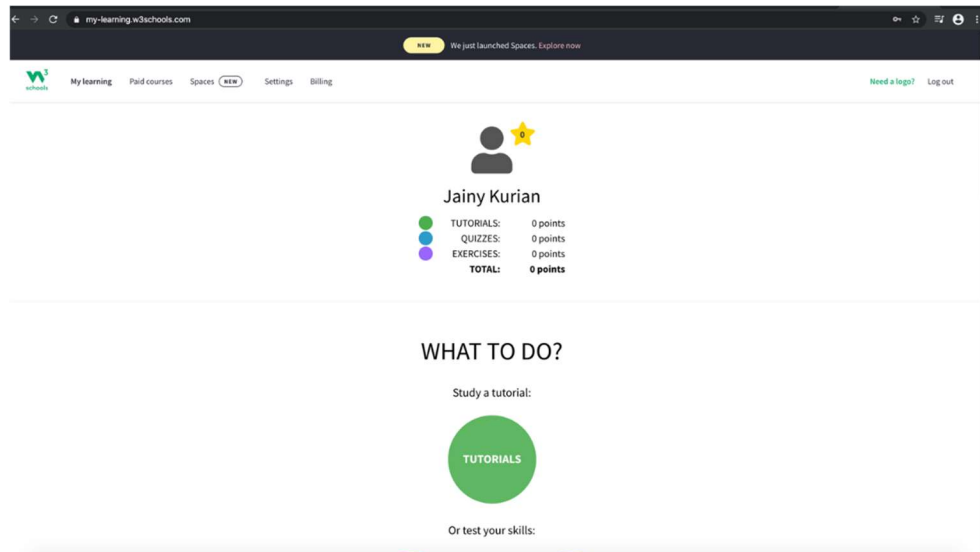 my-learning.w3schools.com
NEW We just launched Spaces. Explore now
W3 schools My learning Paid courses Spaces NEW Settings Billing Need a logo? Log out
0
Jainy Kurian
TUTORIALS: 0 points
QUIZZES: 0 points
EXERCISES: 0 points
TOTAL: 0 points
WHAT TO DO?
Study a tutorial:
TUTORIALS
Or test your skills: